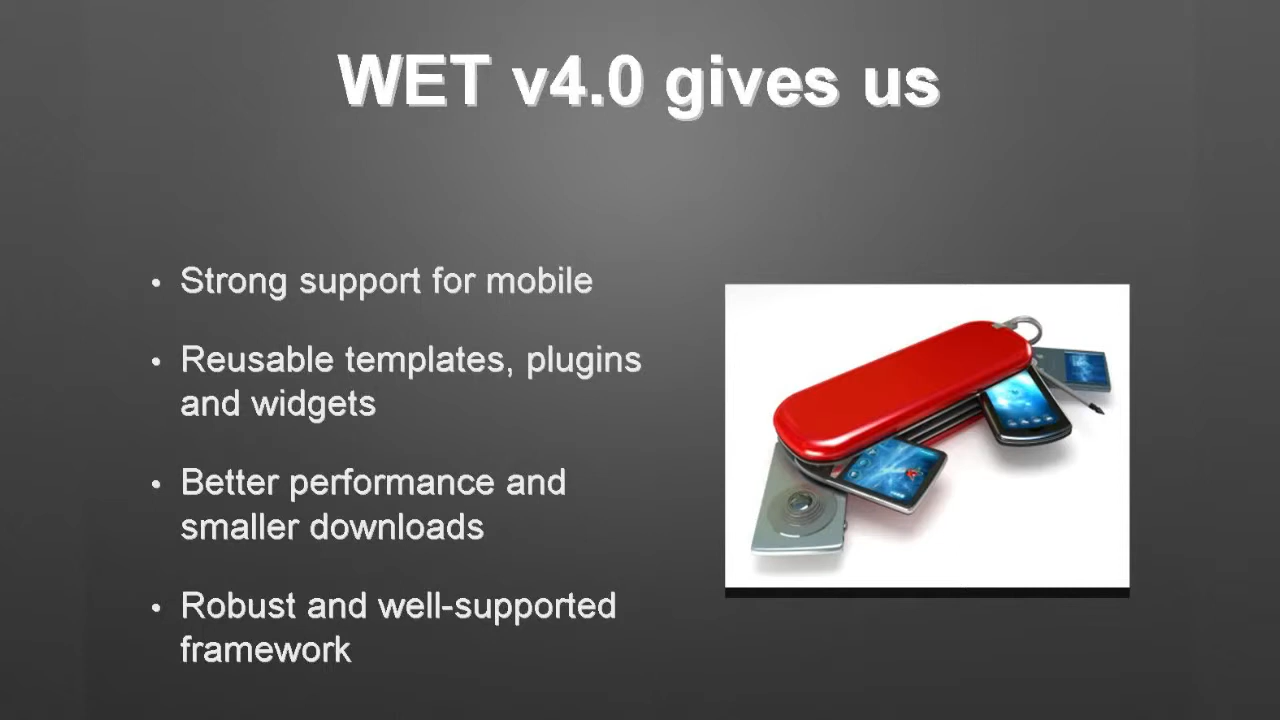 WET v4.0 gives us
• Strong support for mobile
• Reusable templates, plugins
and widgets
• Better performance and
smaller downloads
• Robust and well-supported
framework